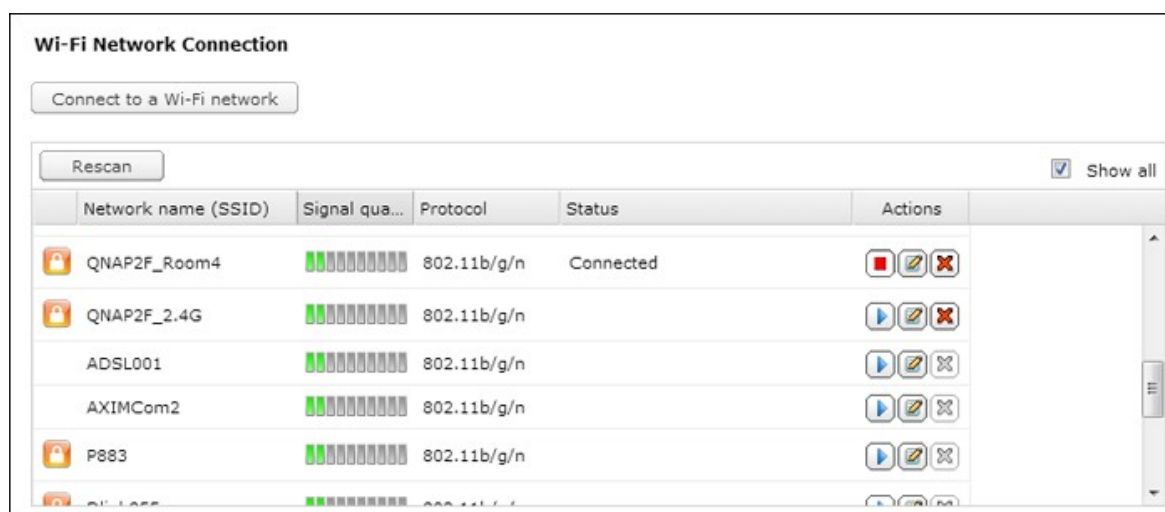 Wi-Fi Network Connection
Connect to a Wi-Fi network
Rescan Show all
Network name (SSID) Signal qua... Protocol Status Actions
QNAP2F_Room4 802.11b/g/n Connected
QNAP2F_2.4G 802.11b/g/n
ADSL001 802.11b/g/n
AXIMCom2 802.11b/g/n
P883 802.11b/g/n